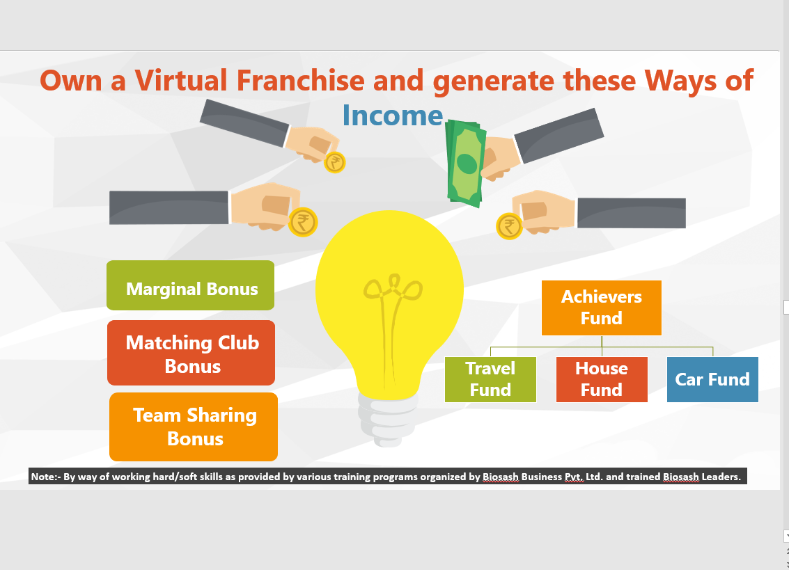 Own a Virtual Franchise and generate these Ways of
Income
₹
₹
₹
Marginal Bonus
Matching Club
Bonus
Team Sharing
Bonus
Achievers
Fund
Travel
Fund
House
Fund
Car Fund
Note:- By way of working hard/soft skills as provided by various training programs organized by Biosash Business Pvt. Ltd. and trained Biosash Leaders.